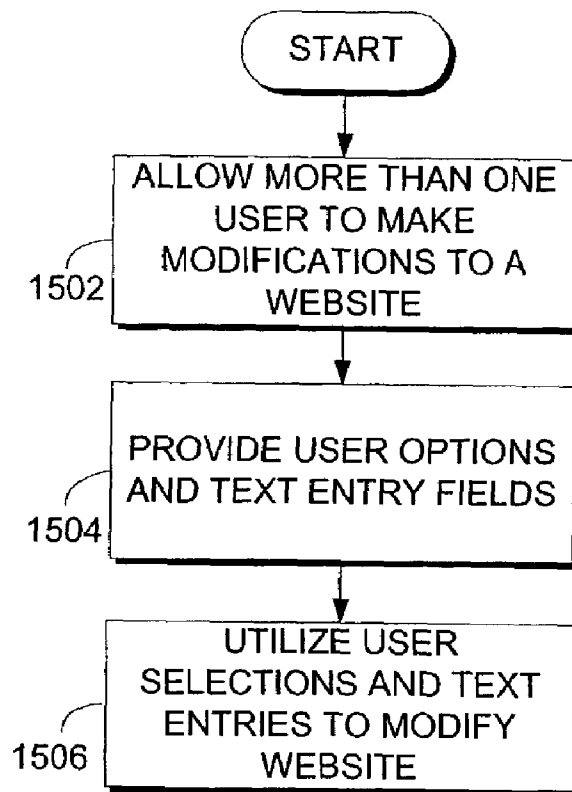 START
ALLOW MORE THAN ONE
USER TO MAKE
MODIFICATIONS TO A
WEBSITE
1502
PROVIDE USER OPTIONS
AND TEXT ENTRY FIELDS
1504
UTILIZE USER
SELECTIONS AND TEXT
ENTRIES TO MODIFY
WEBSITE
1506